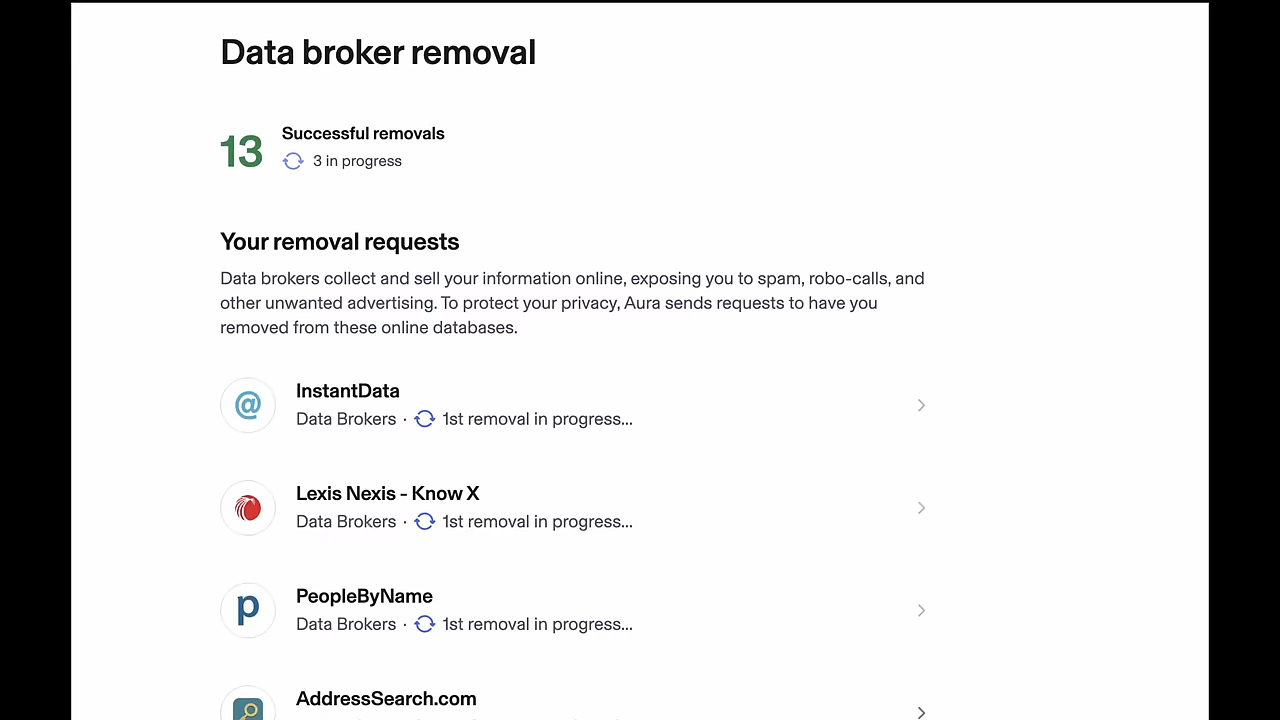 Data broker removal
13
Successful removals
3 in progress
Your removal requests
Data brokers collect and sell your information online, exposing you to spam, robo-calls, and
other unwanted advertising. To protect your privacy, Aura sends requests to have you
removed from these online databases.
@
InstantData
Data Brokers · 1st removal in progress...
Lexis Nexis - Know X
Data Brokers · 1st removal in progress...
p
PeopleByName
Data Brokers · 1st removal in progress...
AddressSearch.com